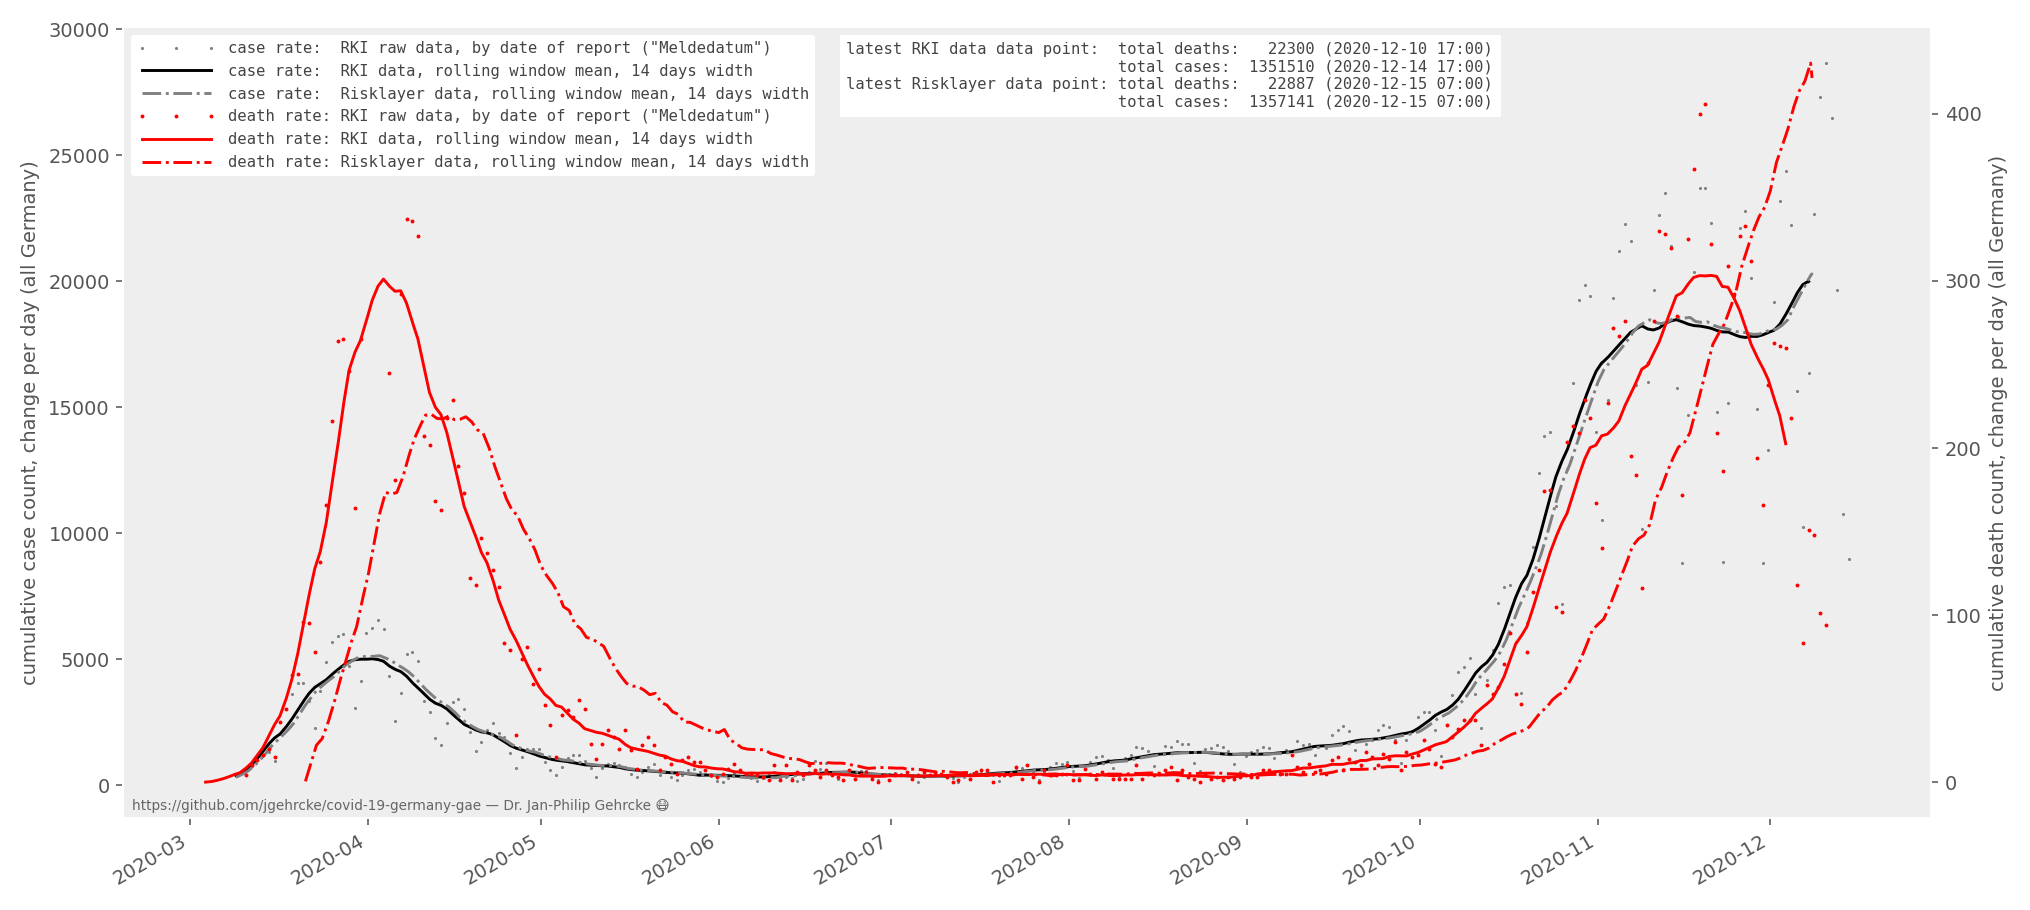 30000
25000
20000
15000
10000
5000
0
cumulative case count, change per day (all Germany)
case rate:  RKI raw data, by date of report ("Meldedatum")
case rate:  RKI data, rolling window mean, 14 days width
case rate:  Risklayer data, rolling window mean, 14 days width
death rate: RKI raw data, by date of report ("Meldedatum")
death rate: RKI data, rolling window mean, 14 days width
death rate: Risklayer data, rolling window mean, 14 days width
latest RKI data data point:  total deaths:   22300 (2020-12-10 17:00)
total cases:  1351510 (2020-12-14 17:00)
latest Risklayer data point: total deaths:   22887 (2020-12-15 07:00)
total cases:  1357141 (2020-12-15 07:00)
400
300
200
100
0
cumulative death count, change per day (all Germany)
https://github.com/jgehrcke/covid-19-germany-gae — Dr. Jan-Philip Gehrcke 😷
2020-03
2020-04
2020-05
2020-06
2020-07
2020-08
2020-09
2020-10
2020-11
2020-12